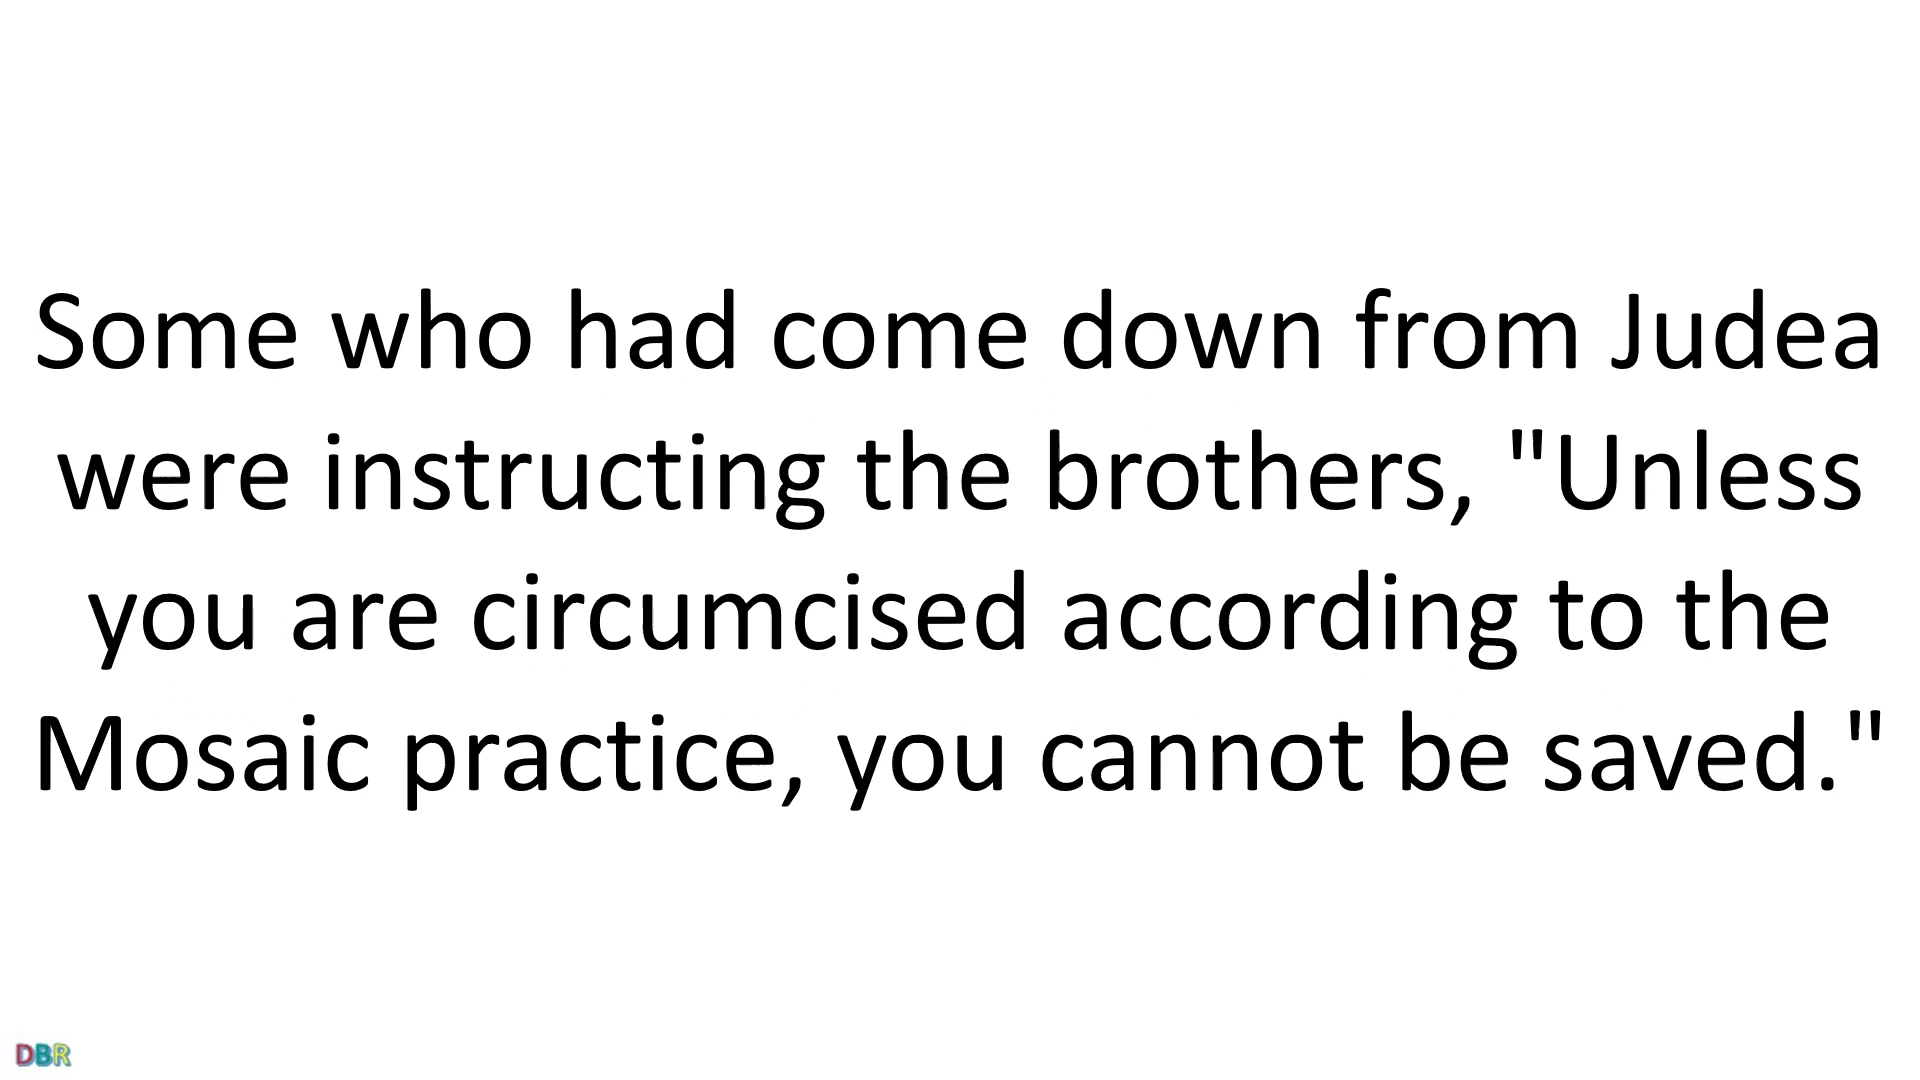 Some who had come down from Judea
were instructing the brothers, "Unless
you are circumcised according to the
Mosaic practice, you cannot be saved."
DBR